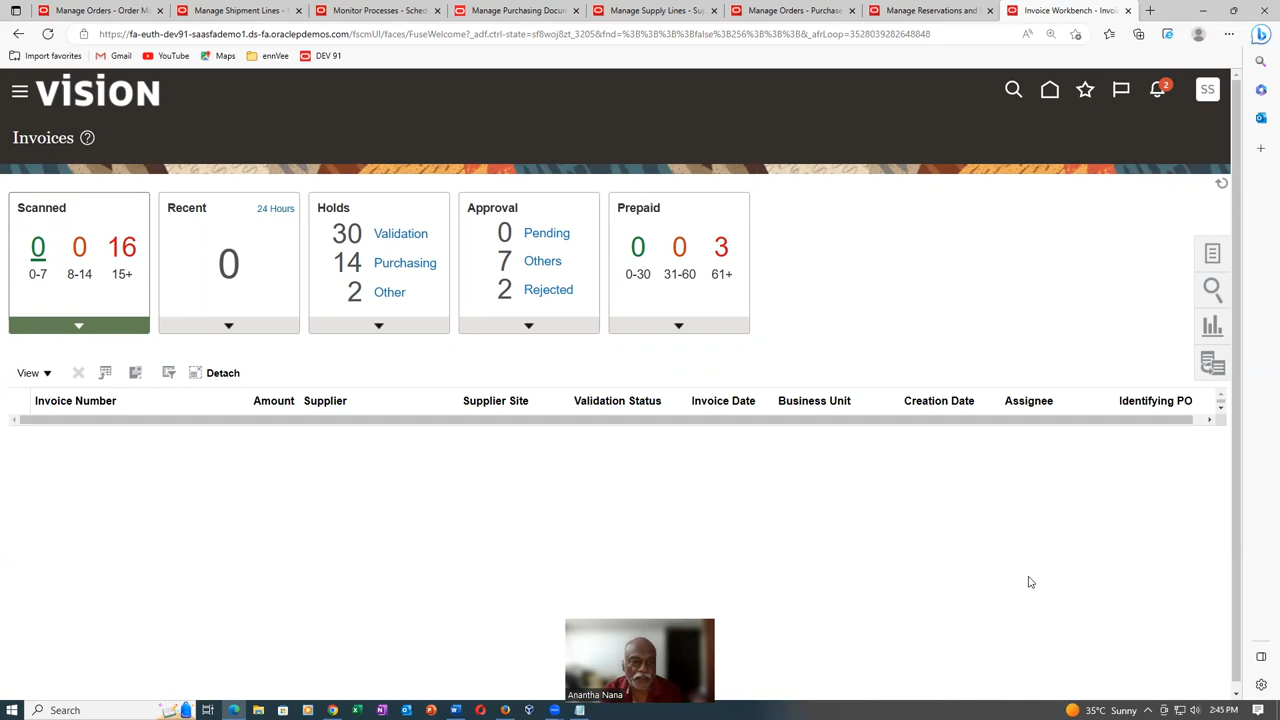 Manage Orders - Order Ma
Manage Shipment Lines -
Monitor Processes - Sched
Manage Purchasing Docum
Manage Supply Lines - Sup
Manage Orders - Purchase
Manage Reservations and
Invoice Workbench - Invoi
https://fa-euth-dev91-saasfademo1.ds-fa.oraclepdemos.com/fscmUI/faces/FuseWelcome?_adf.ctrl-state=sf8woj8zt_3205&fnd=%3B%3B%3B%3Bfalse%3B256%3B%3B%3B&_afrLoop=3528039282648848
Import favorites
Gmail
YouTube
Maps
ennVee
DEV 91
VISION
2
SS
Invoices
Scanned
0 0 16
0-7 8-14 15+
Recent 24 Hours
0
Holds
30 Validation
14 Purchasing
2 Other
Approval
0 Pending
7 Others
2 Rejected
Prepaid
0 0 3
0-30 31-60 61+
View Detach
Invoice Number Amount Supplier Supplier Site Validation Status Invoice Date Business Unit Creation Date Assignee Identifying PO
Anantha Nana
Search
35°C Sunny
2:45 PM